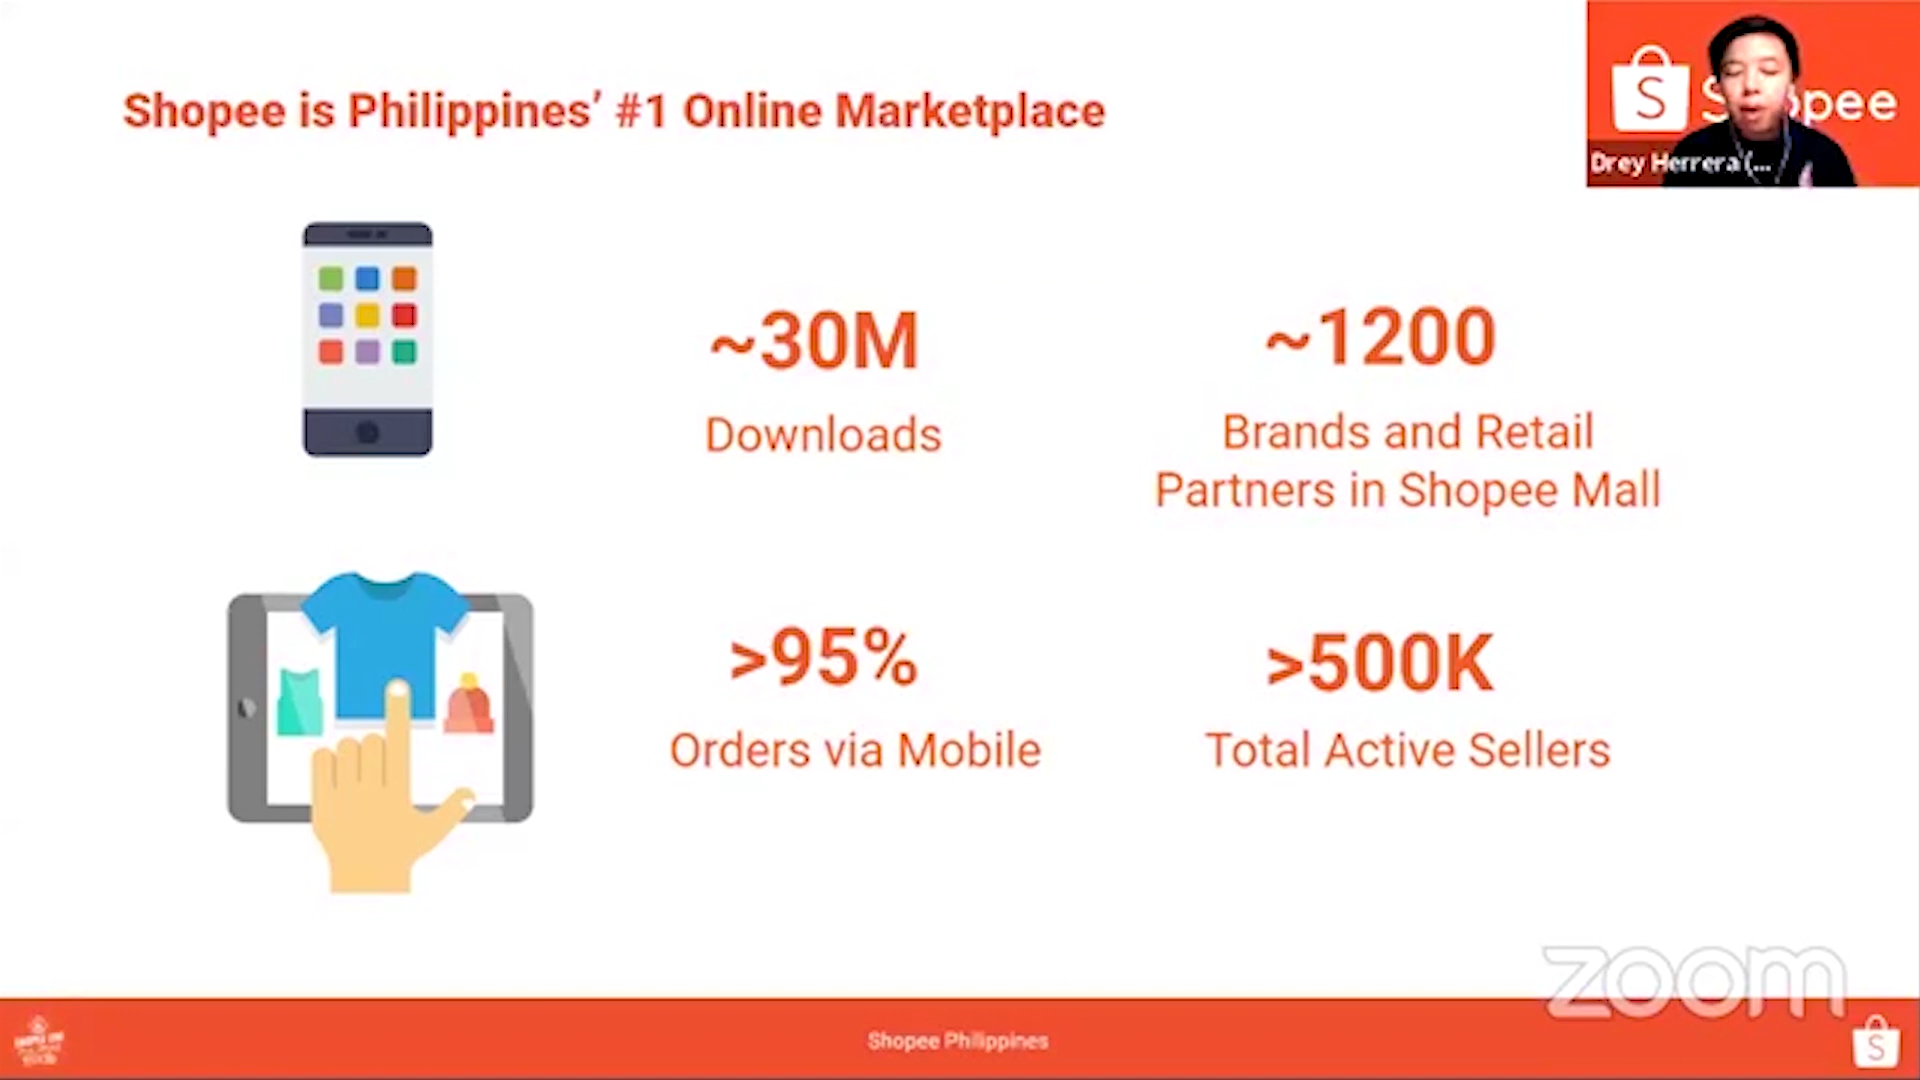 Shopee is Philippines’ #1 Online Marketplace
S
S pee
Drey Herrera (...
~30M
Downloads
~1200
Brands and Retail
Partners in Shopee Mall
>95%
Orders via Mobile
>500K
Total Active Sellers
zoom
Shopee Philippines
S